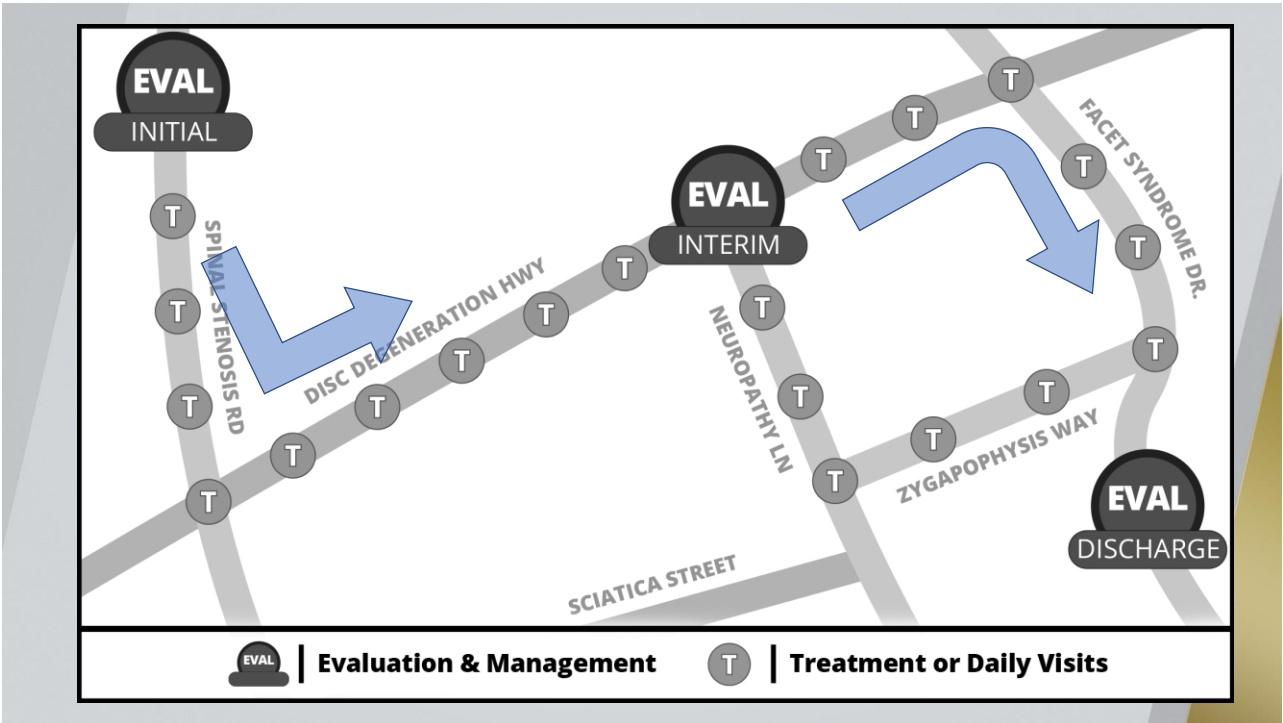 EVAL
INITIAL
T
T
T
T
SPINAL STENOSIS RD
T
T
T
T
T
DISC DEGENERATION HWY
EVAL
INTERIM
T
T
T
T
T
T
FACET SYNDROME DR.
T
T
T
NEUROPATHY LN
T
T
ZYGAPOPHYSIS WAY
SCIATICA STREET
EVAL
DISCHARGE
EVAL | Evaluation & Management
T | Treatment or Daily Visits